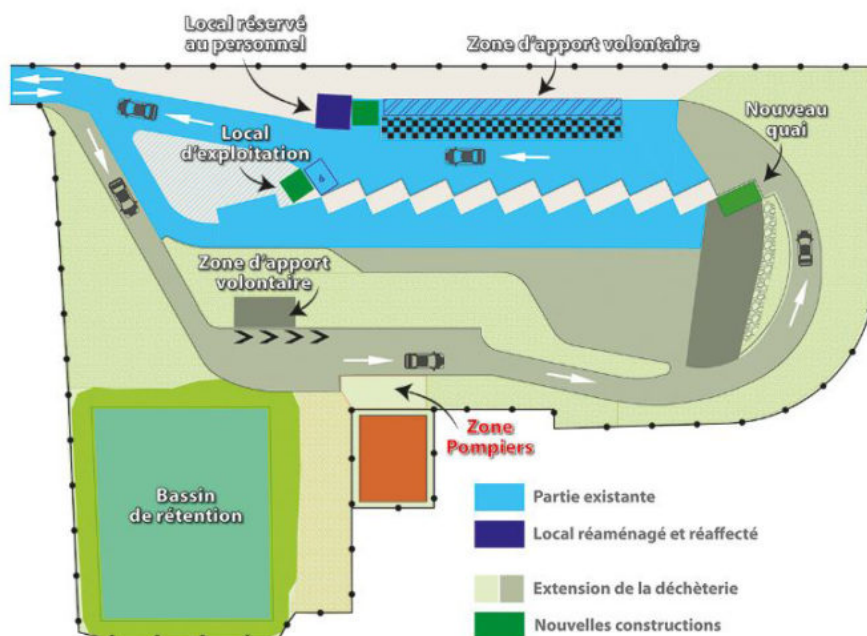 Local réservé
au personnel
Zone d'apport volontaire
Nouveau
quai
Local
d'exploitation
Zone d'apport
volontaire
Zone
Pompiers
Bassin
de rétention
Partie existante
Local réaménagé et réaffecté
Extension de la déchèterie
Nouvelles constructions